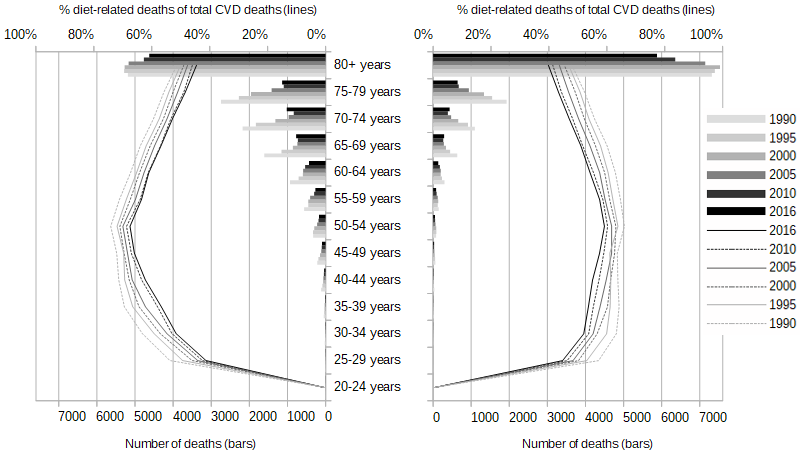 % diet-related deaths of total CVD deaths (lines)
% diet-related deaths of total CVD deaths (lines)
100% 80% 60% 40% 20% 0%
0% 20% 40% 60% 80% 100%
80+ years
75-79 years
70-74 years
65-69 years
60-64 years
55-59 years
50-54 years
45-49 years
40-44 years
35-39 years
30-34 years
25-29 years
20-24 years
1990
1995
2000
2005
2010
2016
2016
2010
2005
2000
1995
1990
7000 6000 5000 4000 3000 2000 1000 0
0 1000 2000 3000 4000 5000 6000 7000
Number of deaths (bars)
Number of deaths (bars)